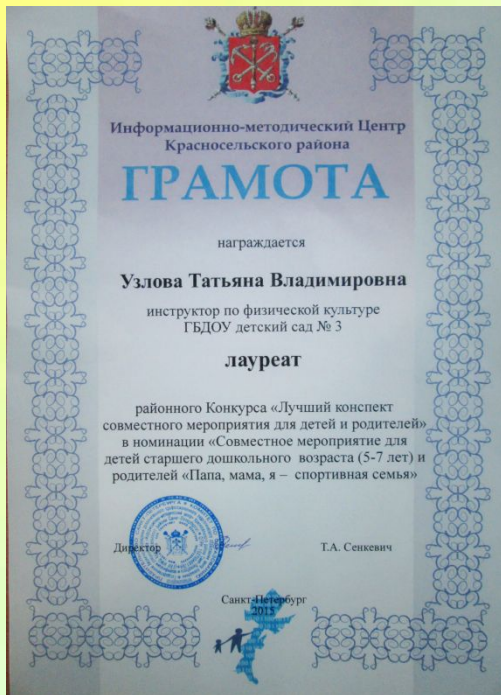 Информационно-методический Центр
Красносельского района
ГРАМОТА
награждается
Узлова Татьяна Владимировна
инструктор по физической культуре
ГБДОУ детский сад № 3
лауреат
районного Конкурса «Лучший конспект
совместного мероприятия для детей и родителей»
в номинации «Совместное мероприятие для
детей старшего дошкольного возраста (5-7 лет) и
родителей «Папа, мама, я – спортивная семья»
Директор
Т.А. Сенкевич
Санкт-Петербург
2015